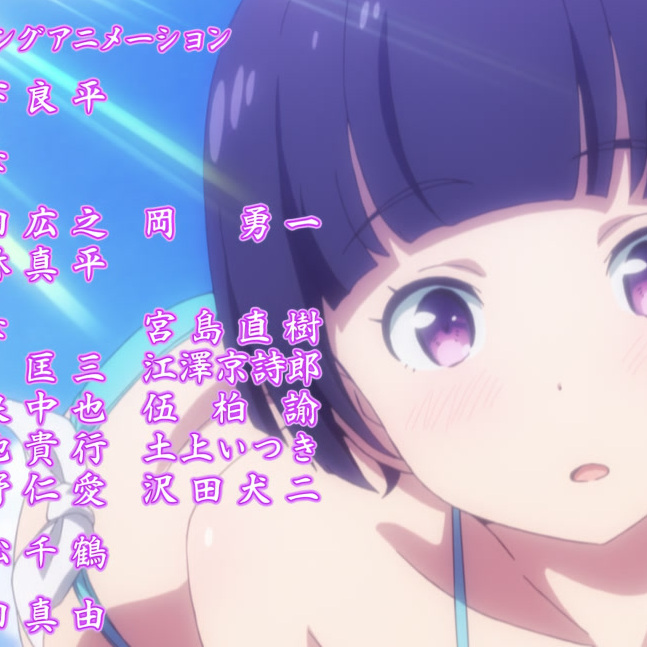 ングアニメーション
良平
広之 岡 勇一
真平
宮島直樹
匡三 江澤京詩郎
中也 伍柏諭
貴行 土上いつき
仁愛 沢田犬二
千鶴
真由